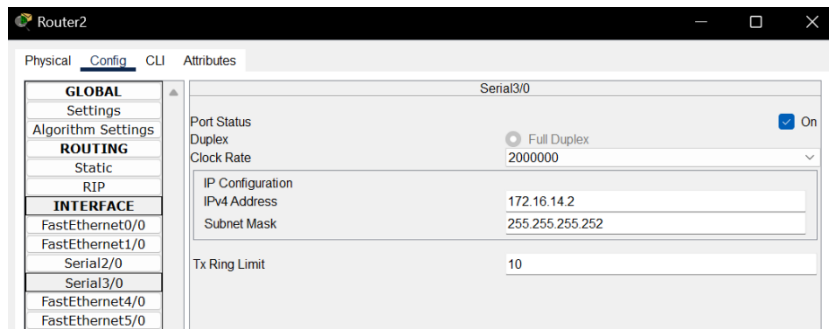 Router2
Physical Config CLI Attributes
GLOBAL
Settings
Algorithm Settings
ROUTING
Static
RIP
INTERFACE
FastEthernet0/0
FastEthernet1/0
Serial2/0
Serial3/0
FastEthernet4/0
FastEthernet5/0
Serial3/0
Port Status On
Duplex Full Duplex
Clock Rate 2000000
IP Configuration
IPv4 Address 172.16.14.2
Subnet Mask 255.255.255.252
Tx Ring Limit 10